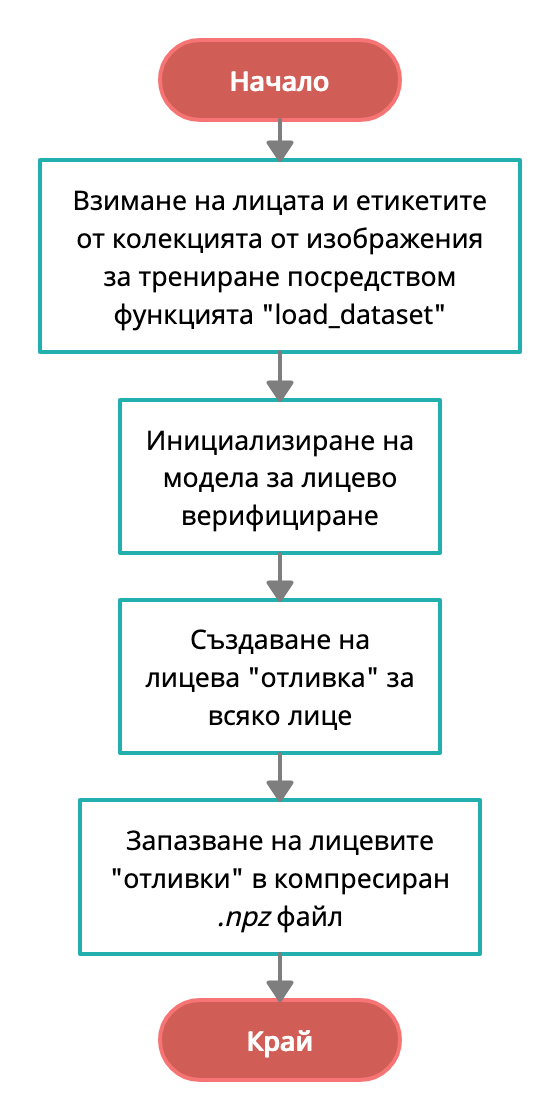 Начало
Взимане на лицата и етикетите
от колекцията от изображения
за трениране посредством
функцията "load_dataset"
Инициализиране на
модела за лицево
верифициране
Създаване на
лицева "отливка" за
всяко лице
Запазване на лицевите
"отливки" в компресиран
.npz файл
Край